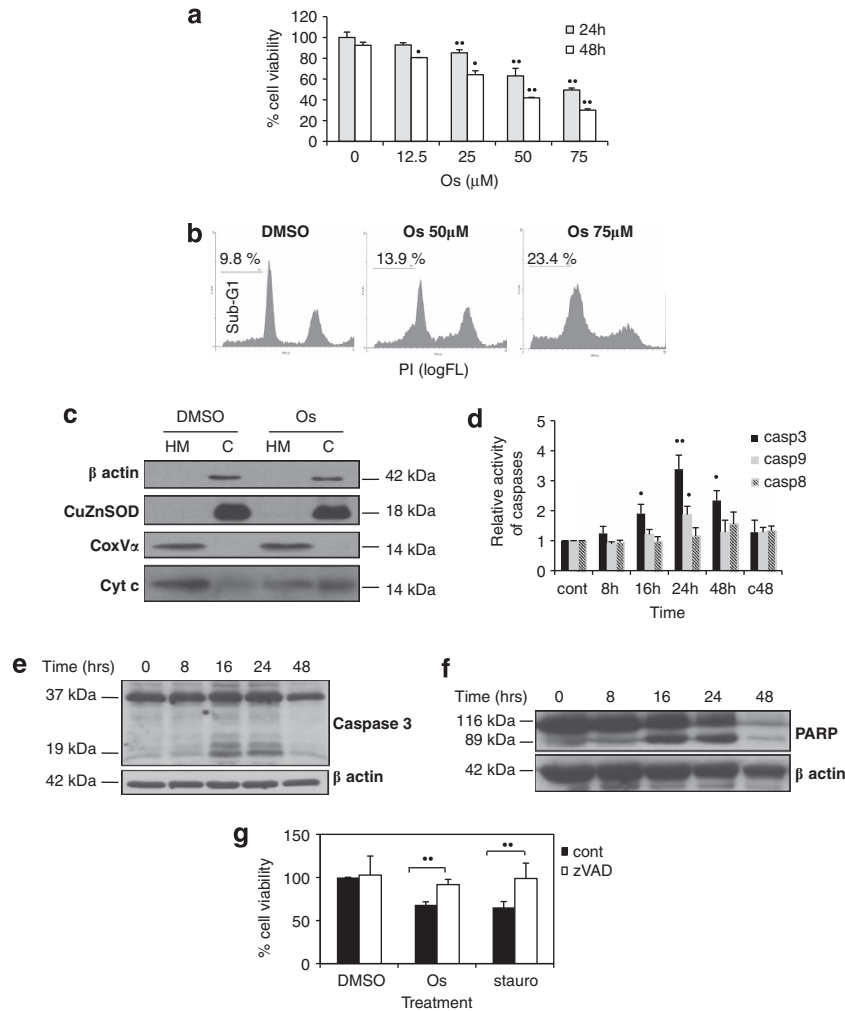 a
120
100
80
60
40
20
0
% cell viability
24h
48h
0 12.5 25 50 75
Os (µM)
b
DMSO Os 50µM Os 75µM
9.8 % 13.9 % 23.4 %
Sub-G1
PI (logFL)
c
DMSO Os
HM C HM C
β actin 42 kDa
CuZnSOD 18 kDa
CoxVα 14 kDa
Cyt c 14 kDa
d
5
4
3
2
1
0
Relative activity
of caspases
casp3
casp9
casp8
cont 8h 16h 24h 48h c48
Time
e
Time (hrs) 0 8 16 24 48
37 kDa
Caspase 3
19 kDa
42 kDa β actin
f
Time (hrs) 0 8 16 24 48
116 kDa
PARP
89 kDa
42 kDa β actin
g
150
100
50
0
% cell viability
cont
zVAD
DMSO Os stauro
Treatment